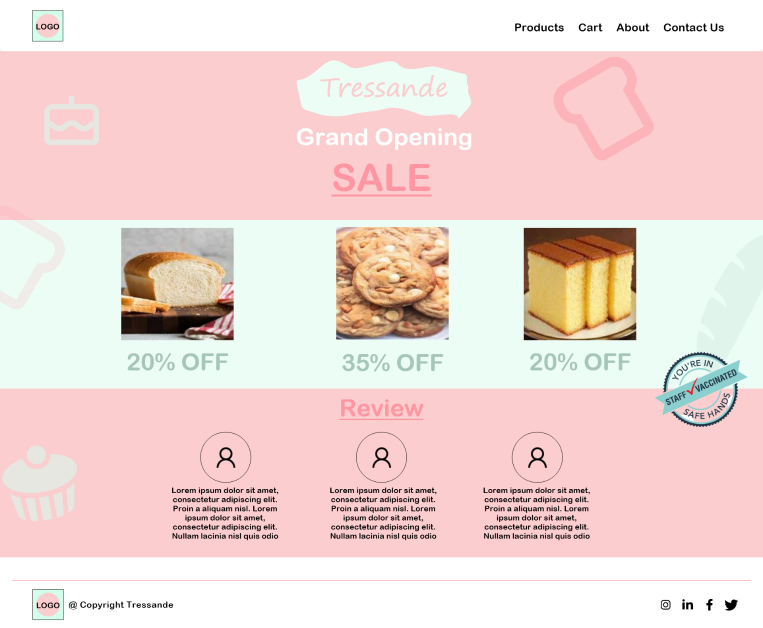 LOGO
Products Cart About Contact Us
Tressande
Grand Opening
SALE
20% OFF
35% OFF
20% OFF
YOU'RE IN
STAFF VACCINATED
SAFE HANDS
Review
Lorem ipsum dolor sit amet,
consectetur adipiscing elit.
Proin a aliquam nisl. Lorem
ipsum dolor sit amet,
consectetur adipiscing elit.
Nullam lacinia nisl quis odio
Lorem ipsum dolor sit amet,
consectetur adipiscing elit.
Proin a aliquam nisl. Lorem
ipsum dolor sit amet,
consectetur adipiscing elit.
Nullam lacinia nisl quis odio
Lorem ipsum dolor sit amet,
consectetur adipiscing elit.
Proin a aliquam nisl. Lorem
ipsum dolor sit amet,
consectetur adipiscing elit.
Nullam lacinia nisl quis odio
LOGO
@ Copyright Tressande